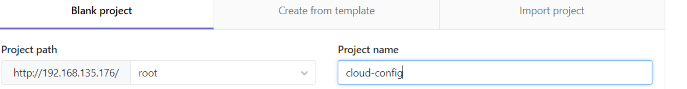 Blank project Create from template Import project
Project path Project name
http://192.168.135.176/ root cloud-config